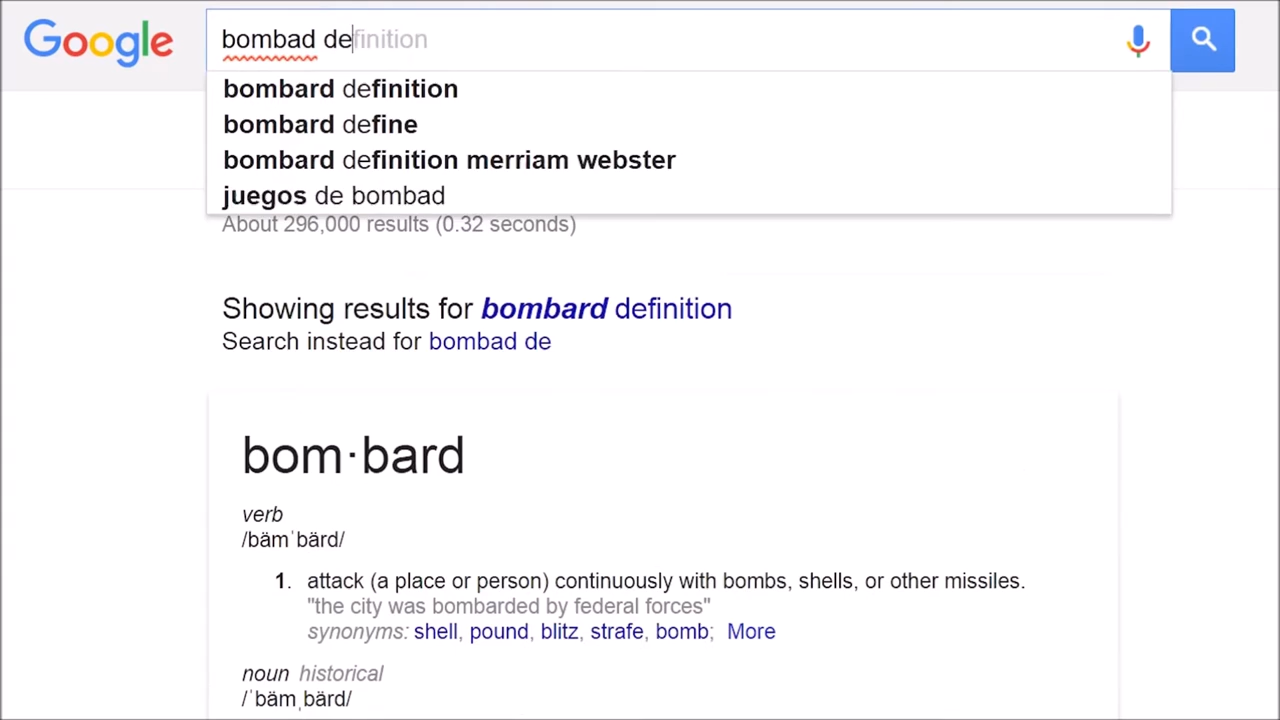 Google
bombad definition
bombard definition
bombard define
bombard definition merriam webster
juegos de bombad
About 296,000 results (0.32 seconds)
Showing results for bombard definition
Search instead for bombad de
bom·bard
verb
/bämˈbärd/
1. attack (a place or person) continuously with bombs, shells, or other missiles.
"the city was bombarded by federal forces"
synonyms: shell, pound, blitz, strafe, bomb; More
noun historical
/ˈbämˌbärd/